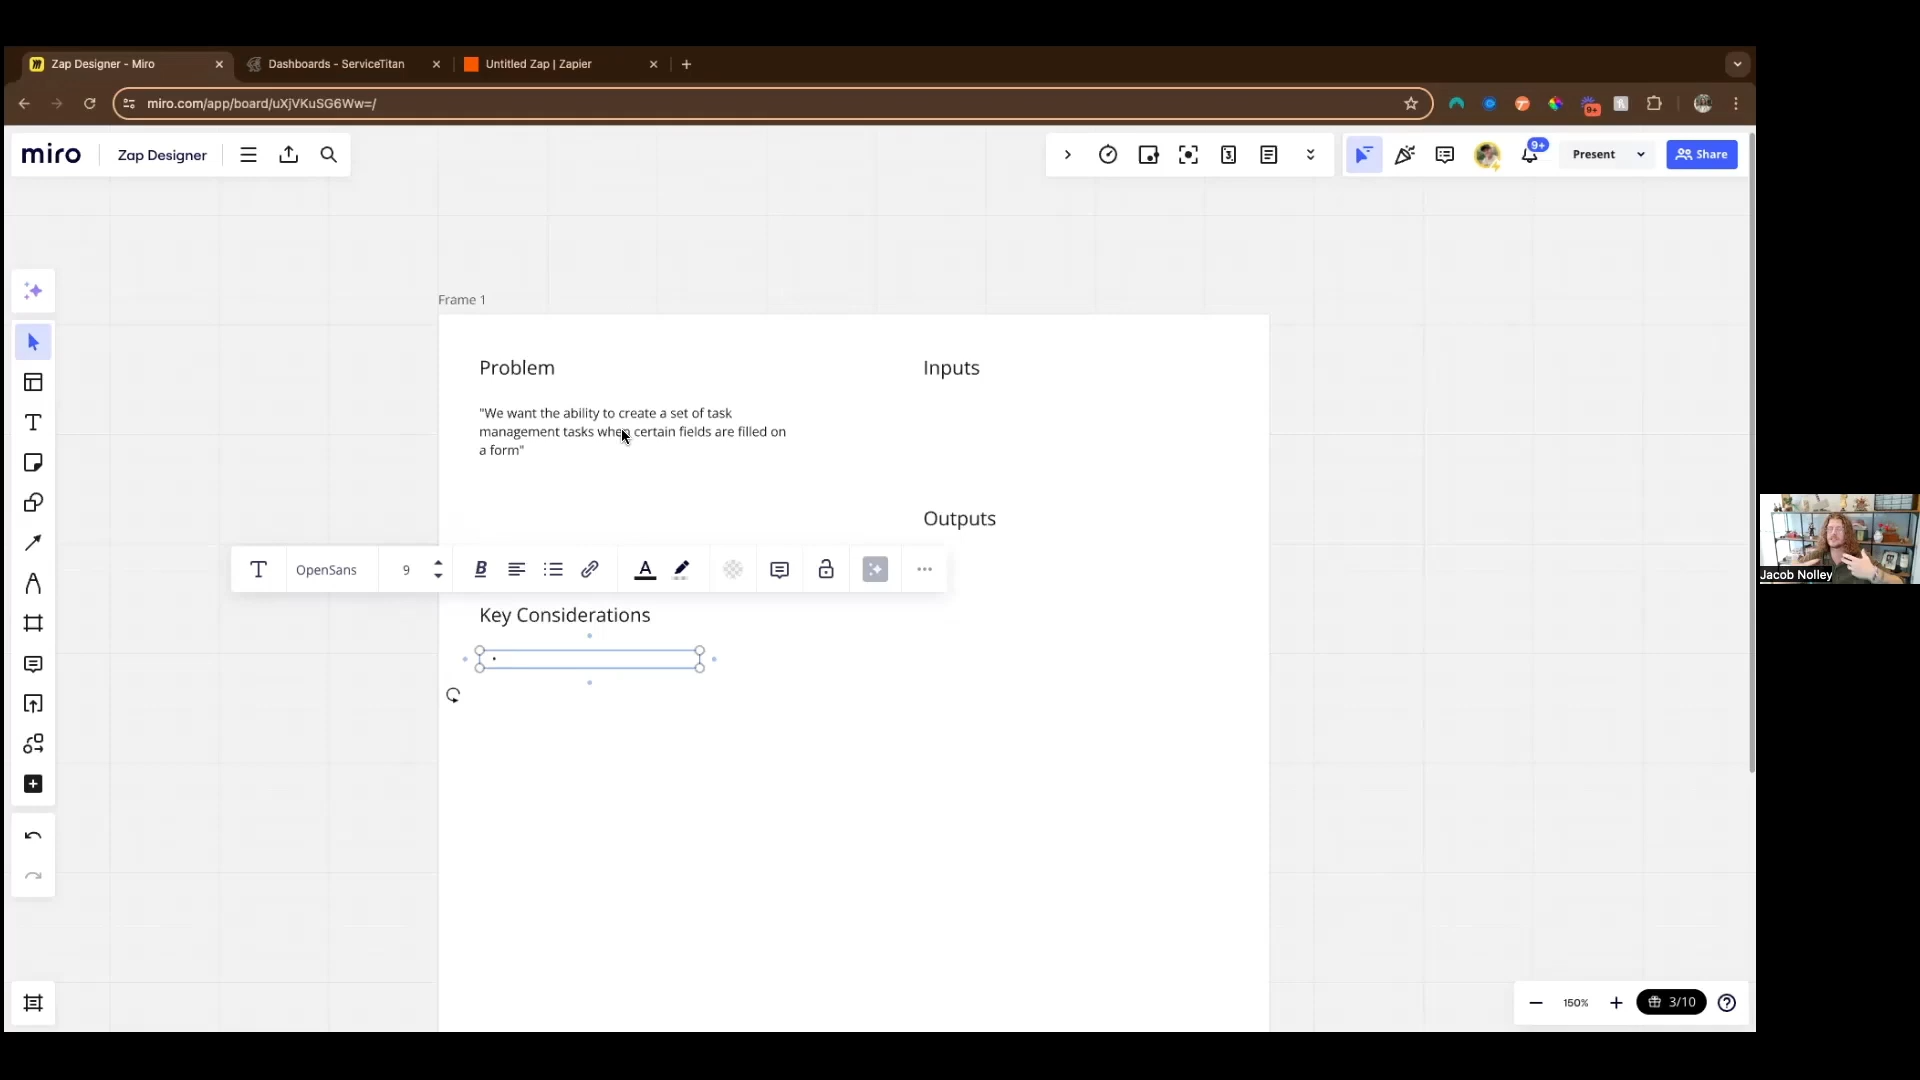 Zap Designer - Miro
Dashboards - ServiceTitan
Untitled Zap | Zapier
miro.com/app/board/uXjVKuSG6Ww=/
9+
miro
Zap Designer
9+
Present
Share
Frame 1
Problem
Inputs
"We want the ability to create a set of task
management tasks when certain fields are filled on
a form"
Outputs
OpenSans
9
Key Considerations
Jacob Nolley
150%
3/10